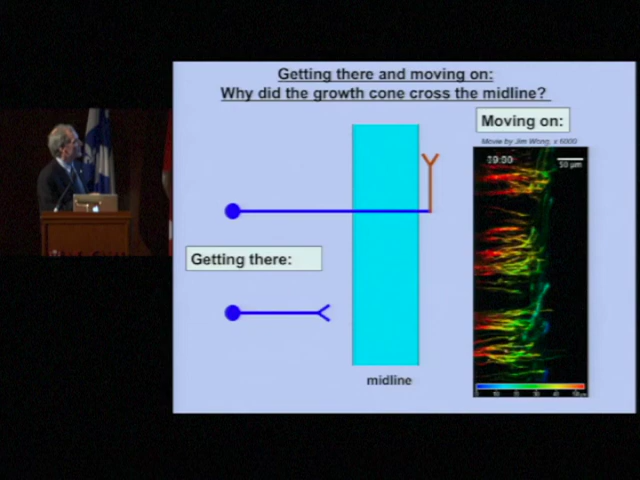 Getting there and moving on:
Why did the growth cone cross the midline?
Moving on:
Movie by Jim Wong, x 6000
09:00
50 µm
Getting there:
midline